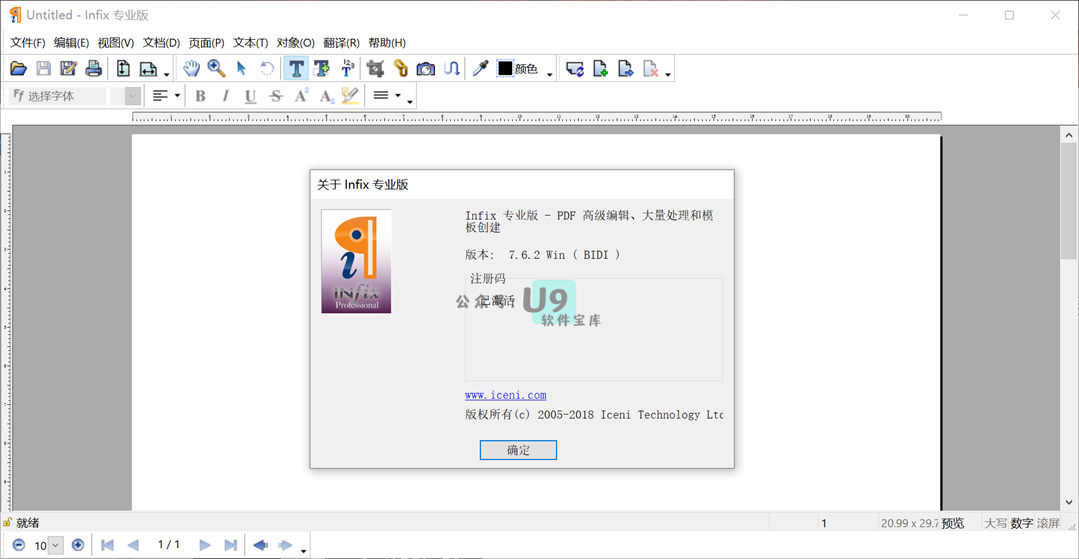 Untitled - Infix 专业版
文件(F) 编辑(E) 视图(V) 文档(D) 页面(P) 文本(T) 对象(O) 翻译(R) 帮助(H)
颜色
Ff 选择字体
B I U S A A
关于 Infix 专业版
Infix 专业版 - PDF 高级编辑、大量处理和模
板创建
版本: 7.6.2 Win ( BIDI )
注册码
已激活
公众号: U9
软件宝库
iNfix
Professional
www.iceni.com
版权所有(c) 2005-2018 Iceni Technology Ltd
确定
就绪
1
20.99 x 29.7
预览
大写 数字 滚屏
10
1 / 1